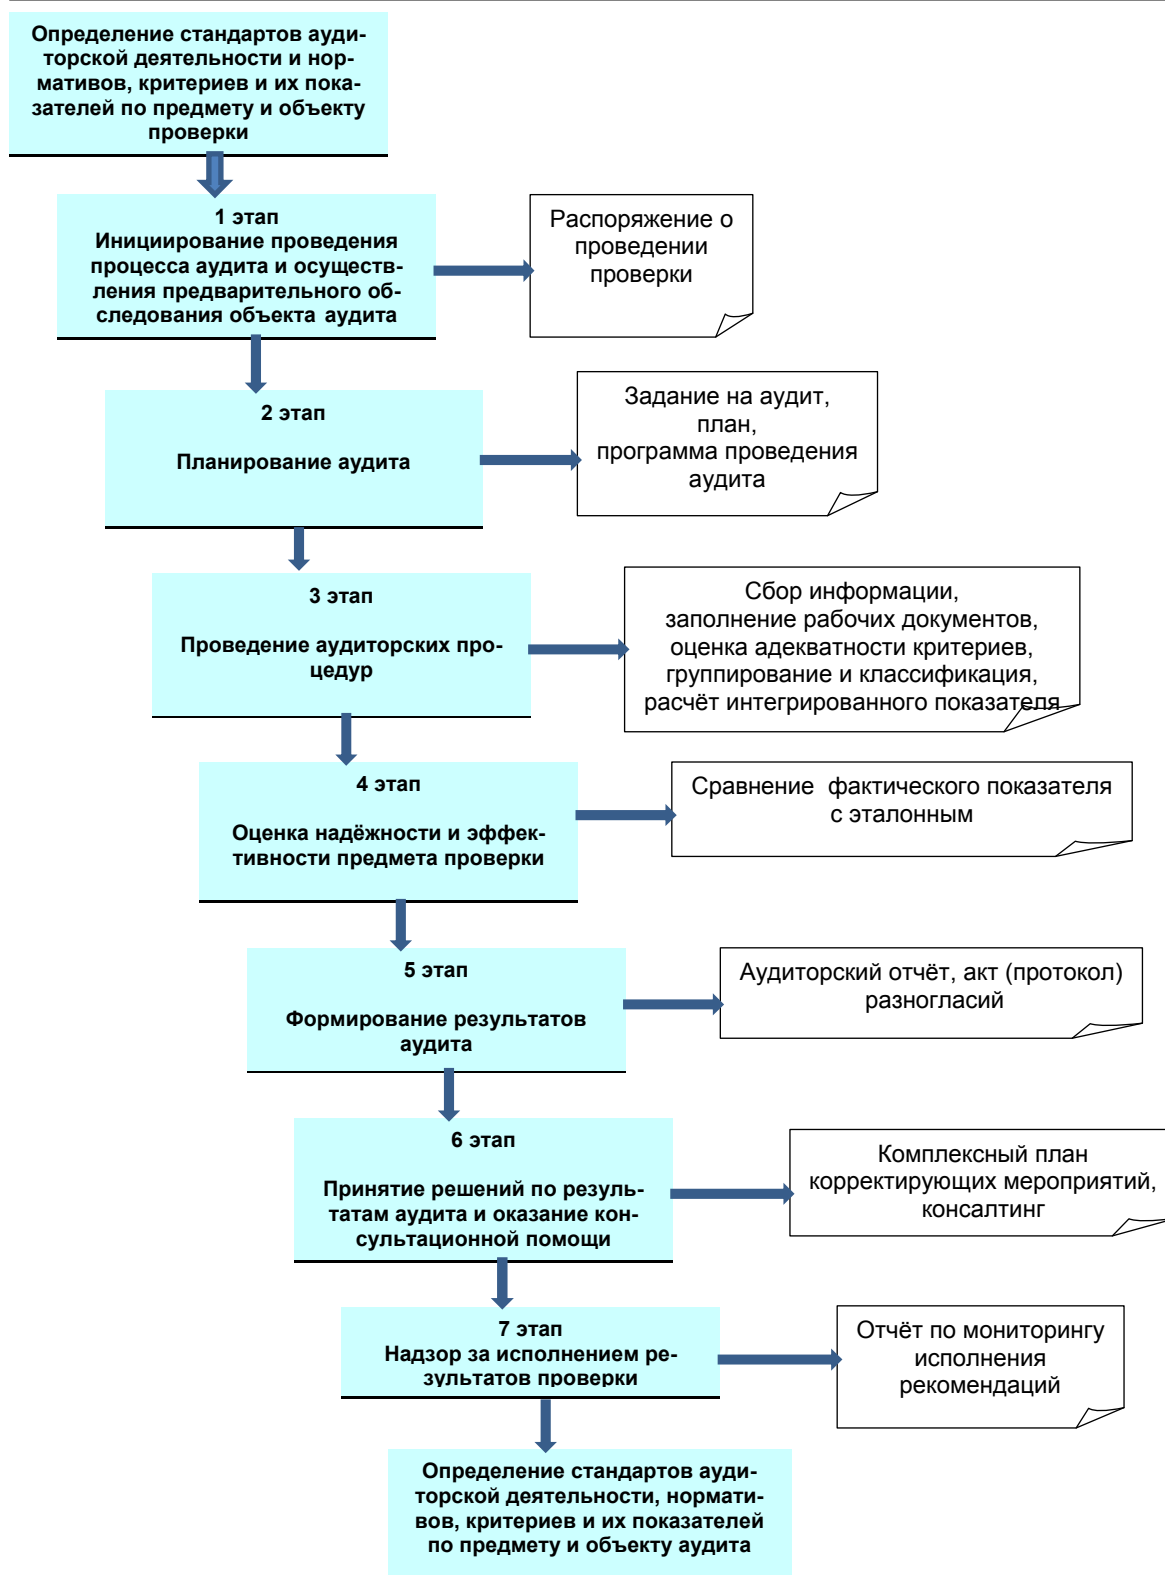 Определение стандартов ауди-
торской деятельности и нор-
мативов, критериев и их пока-
зателей по предмету и объекту
проверки
1 этап
Инициирование проведения
процесса аудита и осуществ-
ления предварительного об-
следования объекта аудита
Распоряжение о
проведении
проверки
2 этап
Планирование аудита
Задание на аудит,
план,
программа проведения
аудита
3 этап
Проведение аудиторских про-
цедур
Сбор информации,
заполнение рабочих документов,
оценка адекватности критериев,
группирование и классификация,
расчёт интегрированного показателя
4 этап
Оценка надёжности и эффек-
тивности предмета проверки
Сравнение фактического показателя
с эталонным
5 этап
Формирование результатов
аудита
Аудиторский отчёт, акт (протокол)
разногласий
6 этап
Принятие решений по резуль-
татам аудита и оказание кон-
сультационной помощи
Комплексный план
корректирующих мероприятий,
консалтинг
7 этап
Надзор за исполнением ре-
зультатов проверки
Отчёт по мониторингу
исполнения
рекомендаций
Определение стандартов ауди-
торской деятельности, нормати-
вов, критериев и их показателей
по предмету и объекту аудита